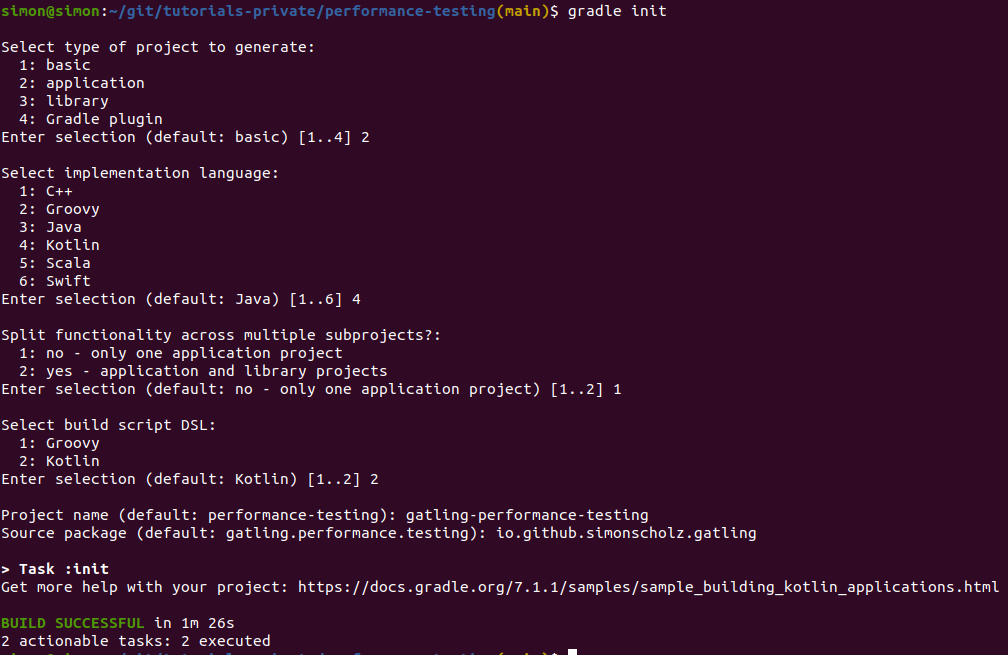 simon@simon:~/git/tutorials-private/performance-testing(main)$ gradle init
Select type of project to generate:
1: basic
2: application
3: library
4: Gradle plugin
Enter selection (default: basic) [1..4] 2
Select implementation language:
1: C++
2: Groovy
3: Java
4: Kotlin
5: Scala
6: Swift
Enter selection (default: Java) [1..6] 4
Split functionality across multiple subprojects?:
1: no - only one application project
2: yes - application and library projects
Enter selection (default: no - only one application project) [1..2] 1
Select build script DSL:
1: Groovy
2: Kotlin
Enter selection (default: Kotlin) [1..2] 2
Project name (default: performance-testing): gatling-performance-testing
Source package (default: gatling.performance.testing): io.github.simonscholz.gatling
> Task :init
Get more help with your project: https://docs.gradle.org/7.1.1/samples/sample_building_kotlin_applications.html
BUILD SUCCESSFUL in 1m 26s
2 actionable tasks: 2 executed